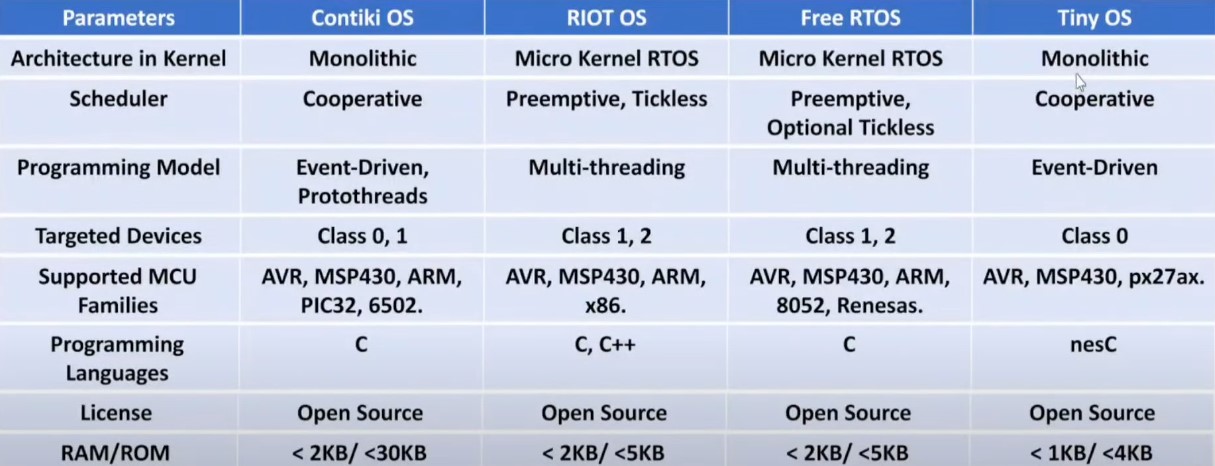 Parameters Contiki OS RIOT OS Free RTOS Tiny OS
Architecture in Kernel Monolithic Micro Kernel RTOS Micro Kernel RTOS Monolithic
Scheduler Cooperative Preemptive, Tickless Preemptive, Cooperative
Optional Tickless
Programming Model Event-Driven, Multi-threading Multi-threading Event-Driven
Protothreads
Targeted Devices Class 0, 1 Class 1, 2 Class 1, 2 Class 0
Supported MCU AVR, MSP430, ARM, AVR, MSP430, ARM, AVR, MSP430, ARM, AVR, MSP430, px27ax.
Families PIC32, 6502. x86. 8052, Renesas.
Programming C C, C++ C nesC
Languages
License Open Source Open Source Open Source Open Source
RAM/ROM < 2KB/ <30KB < 2KB/ <5KB < 2KB/ <5KB < 1KB/ <4KB